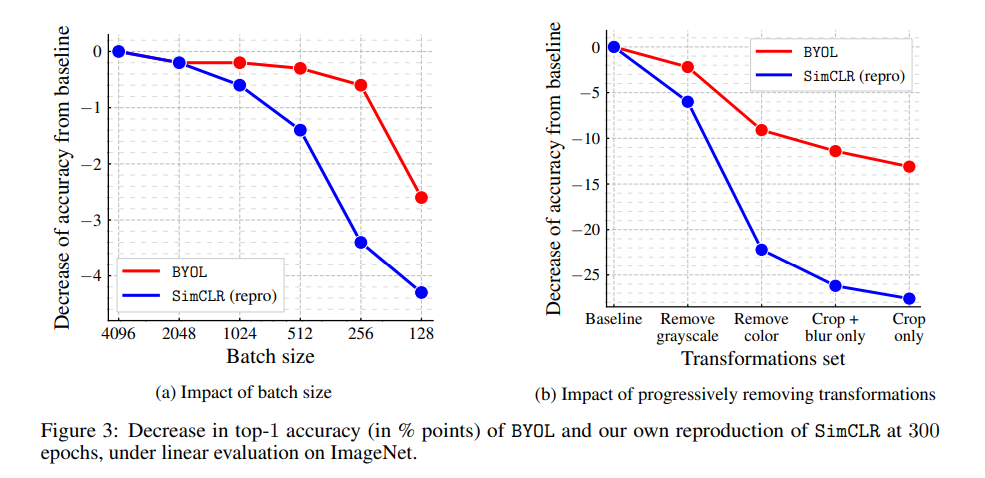 Decrease of accuracy from baseline
0
−1
−2
−3
−4
BYOL
SimCLR (repro)
4096 2048 1024 512 256 128
Batch size
(a) Impact of batch size
Decrease of accuracy from baseline
0
−5
−10
−15
−20
−25
BYOL
SimCLR (repro)
Baseline Remove Remove Crop + Crop
grayscale color blur only only
Transformations set
(b) Impact of progressively removing transformations
Figure 3: Decrease in top-1 accuracy (in % points) of BYOL and our own reproduction of SimCLR at 300
epochs, under linear evaluation on ImageNet.